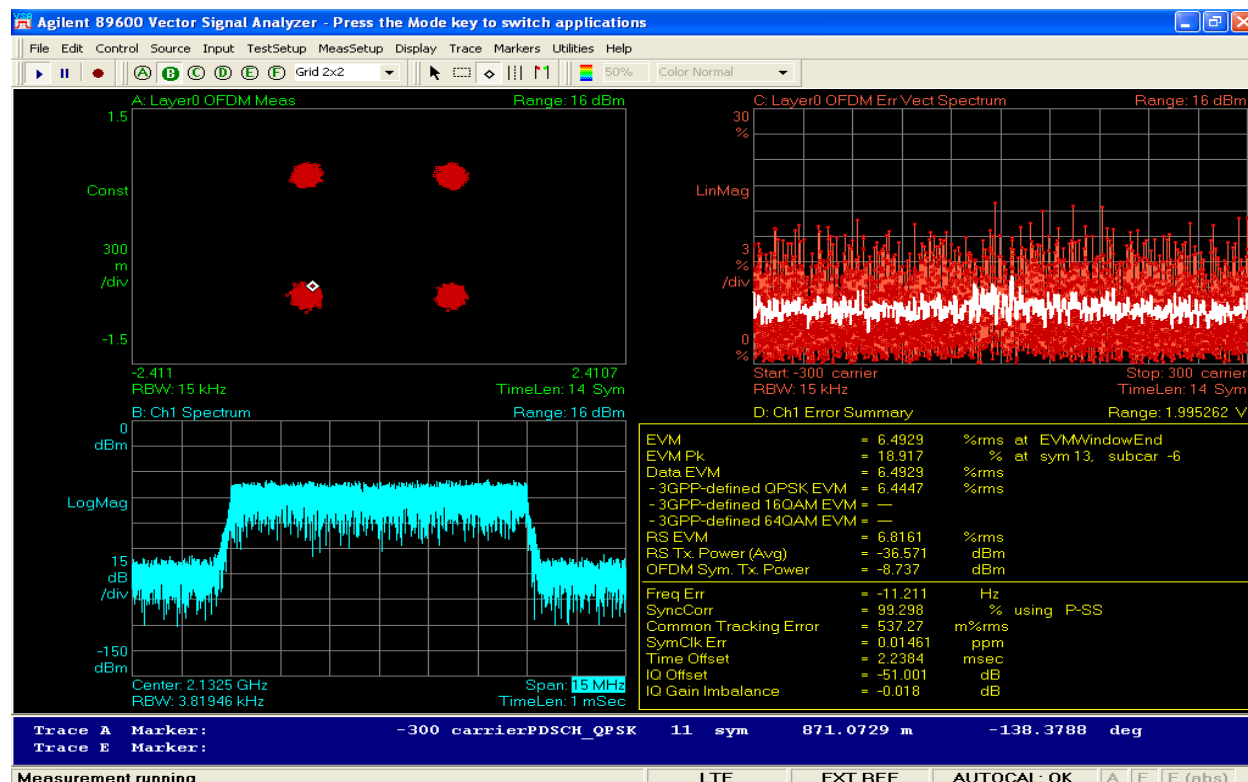 Agilent 89600 Vector Signal Analyzer - Press the Mode key to switch applications
File Edit Control Source Input TestSetup MeasSetup Display Trace Markers Utilities Help
A B C D E F Grid 2x2 50% Color Normal
A: Layer0 OFDM Meas Range: 16 dBm
1.5
Const
300
m
/div
-1.5
-2.411 2.4107
RBW: 15 kHz TimeLen: 14 Sym
C: Layer0 OFDM Err Vect Spectrum Range: 16 dBm
30
%
LinMag
3
%
/div
0
%
Start: -300 carrier Stop: 300 carrier
RBW: 15 kHz TimeLen: 14 Sym
B: Ch1 Spectrum Range: 16 dBm
0
dBm
LogMag
15
dB
/div
-150
dBm
Center: 2.1325 GHz Span: 15 MHz
RBW: 3.81946 kHz TimeLen: 1 mSec
D: Ch1 Error Summary Range: 1.995262 V
EVM = 6.4929 %rms at EVMWindowEnd
EVM Pk = 18.917 % at sym 13, subcar -6
Data EVM = 6.4929 %rms
- 3GPP-defined QPSK EVM = 6.4447 %rms
- 3GPP-defined 16QAM EVM = —
- 3GPP-defined 64QAM EVM = —
RS EVM = 6.8161 %rms
RS Tx. Power (Avg) = -36.571 dBm
OFDM Sym. Tx. Power = -8.737 dBm
Freq Err = -11.211 Hz
SyncCorr = 99.298 % using P-SS
Common Tracking Error = 537.27 m%rms
SymClk Err = 0.01461 ppm
Time Offset = 2.2384 msec
IQ Offset = -51.001 dB
IQ Gain Imbalance = -0.018 dB
Trace A Marker: -300 carrierPDSCH_QPSK 11 sym 871.0729 m -138.3788 deg
Trace E Marker:
Measurement running LTE EXT REF AUTOCAL: OK A F F (abs)